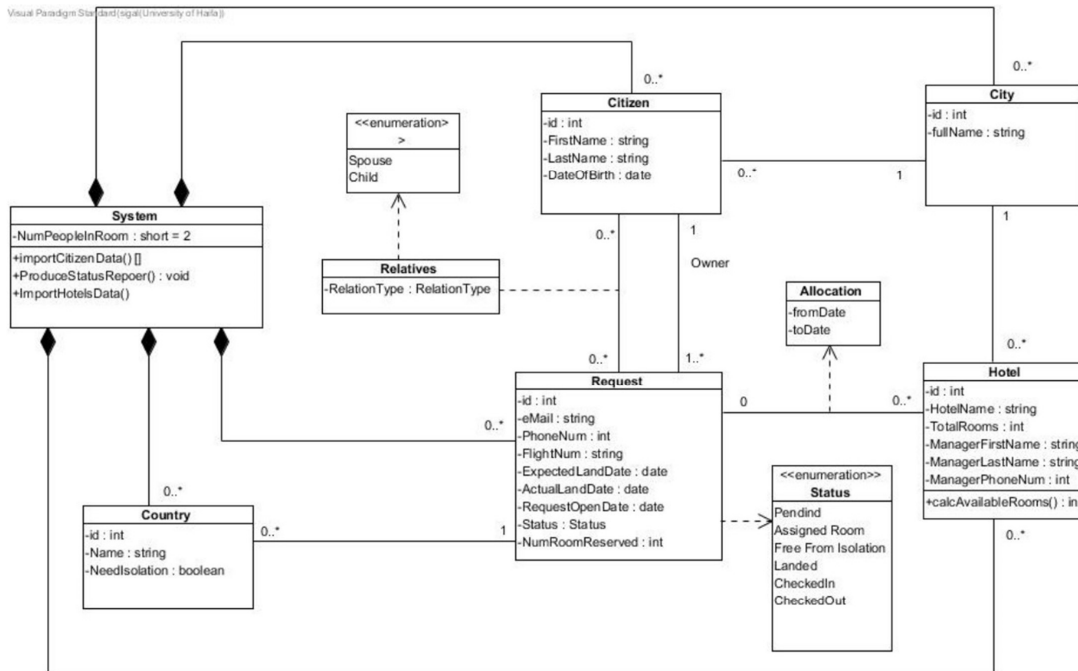 Visual Paradigm Standard(sigal(University of Haifa))
0..*
0..*
Citizen
-id : int
-FirstName : string
-LastName : string
-DateOfBirth : date
City
-id : int
-fullName : string
<<enumeration>
>
Spouse
Child
0..*
1
System
-NumPeopleInRoom : short = 2
+importCitizenData() []
+ProduceStatusRepoer() : void
+ImportHotelsData()
0..*
1
1
Owner
Relatives
-RelationType : RelationType
Allocation
-fromDate
-toDate
0..*
1..*
0..*
Request
-id : int
-eMail : string
-PhoneNum : int
-FlightNum : string
-ExpectedLandDate : date
-ActualLandDate : date
-RequestOpenDate : date
-Status : Status
-NumRoomReserved : int
0
0..*
Hotel
-id : int
-HotelName : string
-TotalRooms : int
-ManagerFirstName : string
-ManagerLastName : string
-ManagerPhoneNum : int
+calcAvailableRooms() : in
0..*
0..*
<<enumeration>>
Status
Pendind
Assigned Room
Free From Isolation
Landed
CheckedIn
CheckedOut
0..*
Country
-id : int
-Name : string
-NeedIsolation : boolean
0..*
1